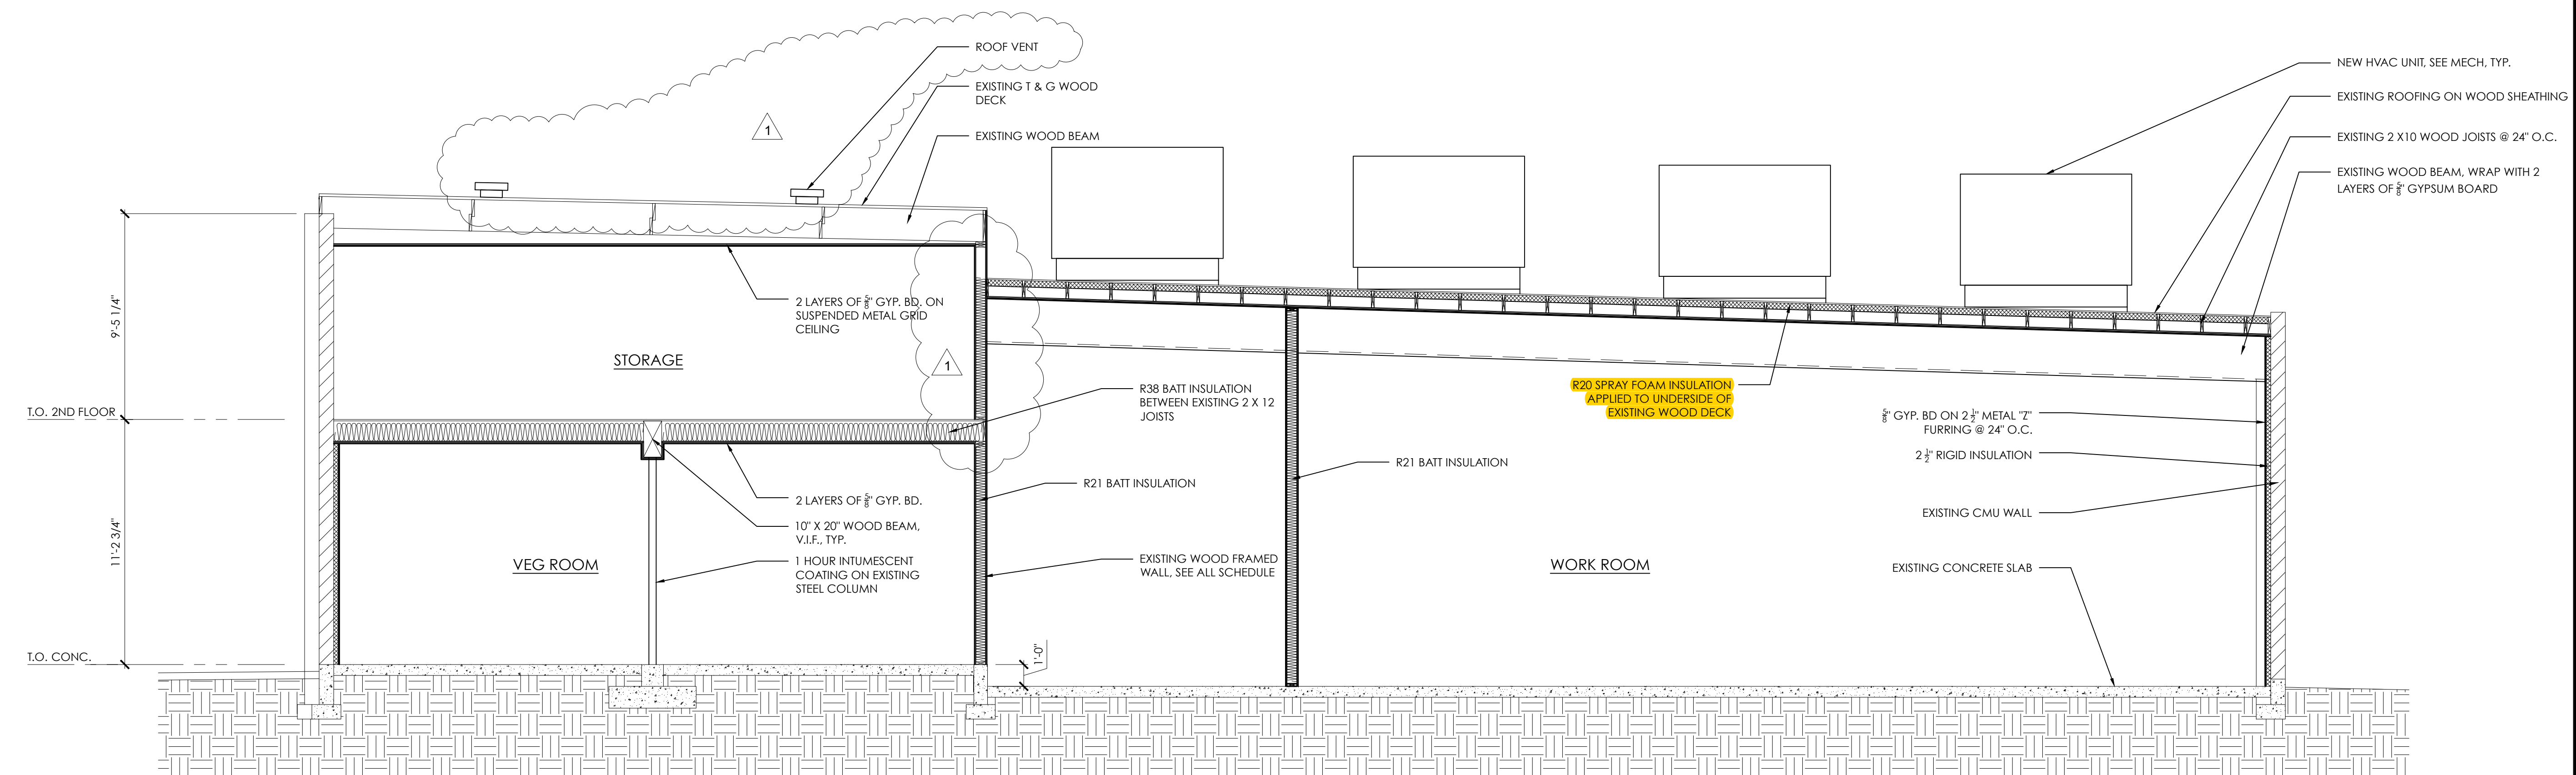 ROOF VENT
EXISTING T & G WOOD
DECK
EXISTING WOOD BEAM
1
NEW HVAC UNIT, SEE MECH, TYP.
EXISTING ROOFING ON WOOD SHEATHING
EXISTING 2 X10 WOOD JOISTS @ 24" O.C.
EXISTING WOOD BEAM, WRAP WITH 2
LAYERS OF 5/8" GYPSUM BOARD
9'-5 1/4"
2 LAYERS OF 5/8" GYP. BD. ON
SUSPENDED METAL GRID
CEILING
STORAGE
1
R38 BATT INSULATION
BETWEEN EXISTING 2 X 12
JOISTS
R20 SPRAY FOAM INSULATION
APPLIED TO UNDERSIDE OF
EXISTING WOOD DECK
T.O. 2ND FLOOR
5/8" GYP. BD ON 2 1/2" METAL "Z"
FURRING @ 24" O.C.
2 1/2" RIGID INSULATION
R21 BATT INSULATION
R21 BATT INSULATION
2 LAYERS OF 5/8" GYP. BD.
10" X 20" WOOD BEAM,
V.I.F., TYP.
11'-2 3/4"
VEG ROOM
1 HOUR INTUMESCENT
COATING ON EXISTING
STEEL COLUMN
EXISTING WOOD FRAMED
WALL, SEE ALL SCHEDULE
WORK ROOM
EXISTING CMU WALL
EXISTING CONCRETE SLAB
T.O. CONC.
1'-0"